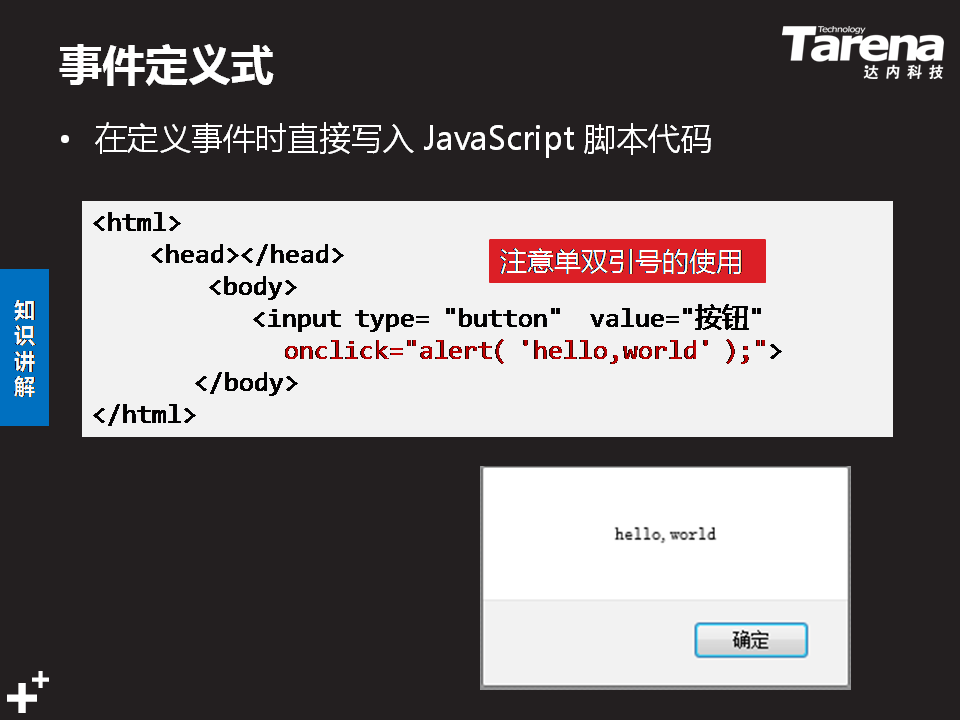 事件定义式
Technology
Tarena
达内科技
• 在定义事件时直接写入 JavaScript 脚本代码
<html>
<head></head>
注意单双引号的使用
<body>
<input type= "button"  value="按钮"
onclick="alert( 'hello,world' );">
</body>
</html>
知识讲解
hello,world
确定